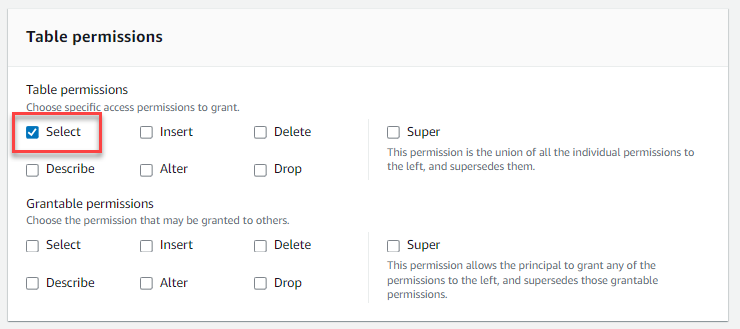 Table permissions
Table permissions
Choose specific access permissions to grant.
Select Insert Delete Super
This permission is the union of all the individual permissions to
the left, and supersedes them.
Describe Alter Drop
Grantable permissions
Choose the permission that may be granted to others.
Select Insert Delete Super
This permission allows the principal to grant any of the
permissions to the left, and supersedes those grantable
permissions.
Describe Alter Drop